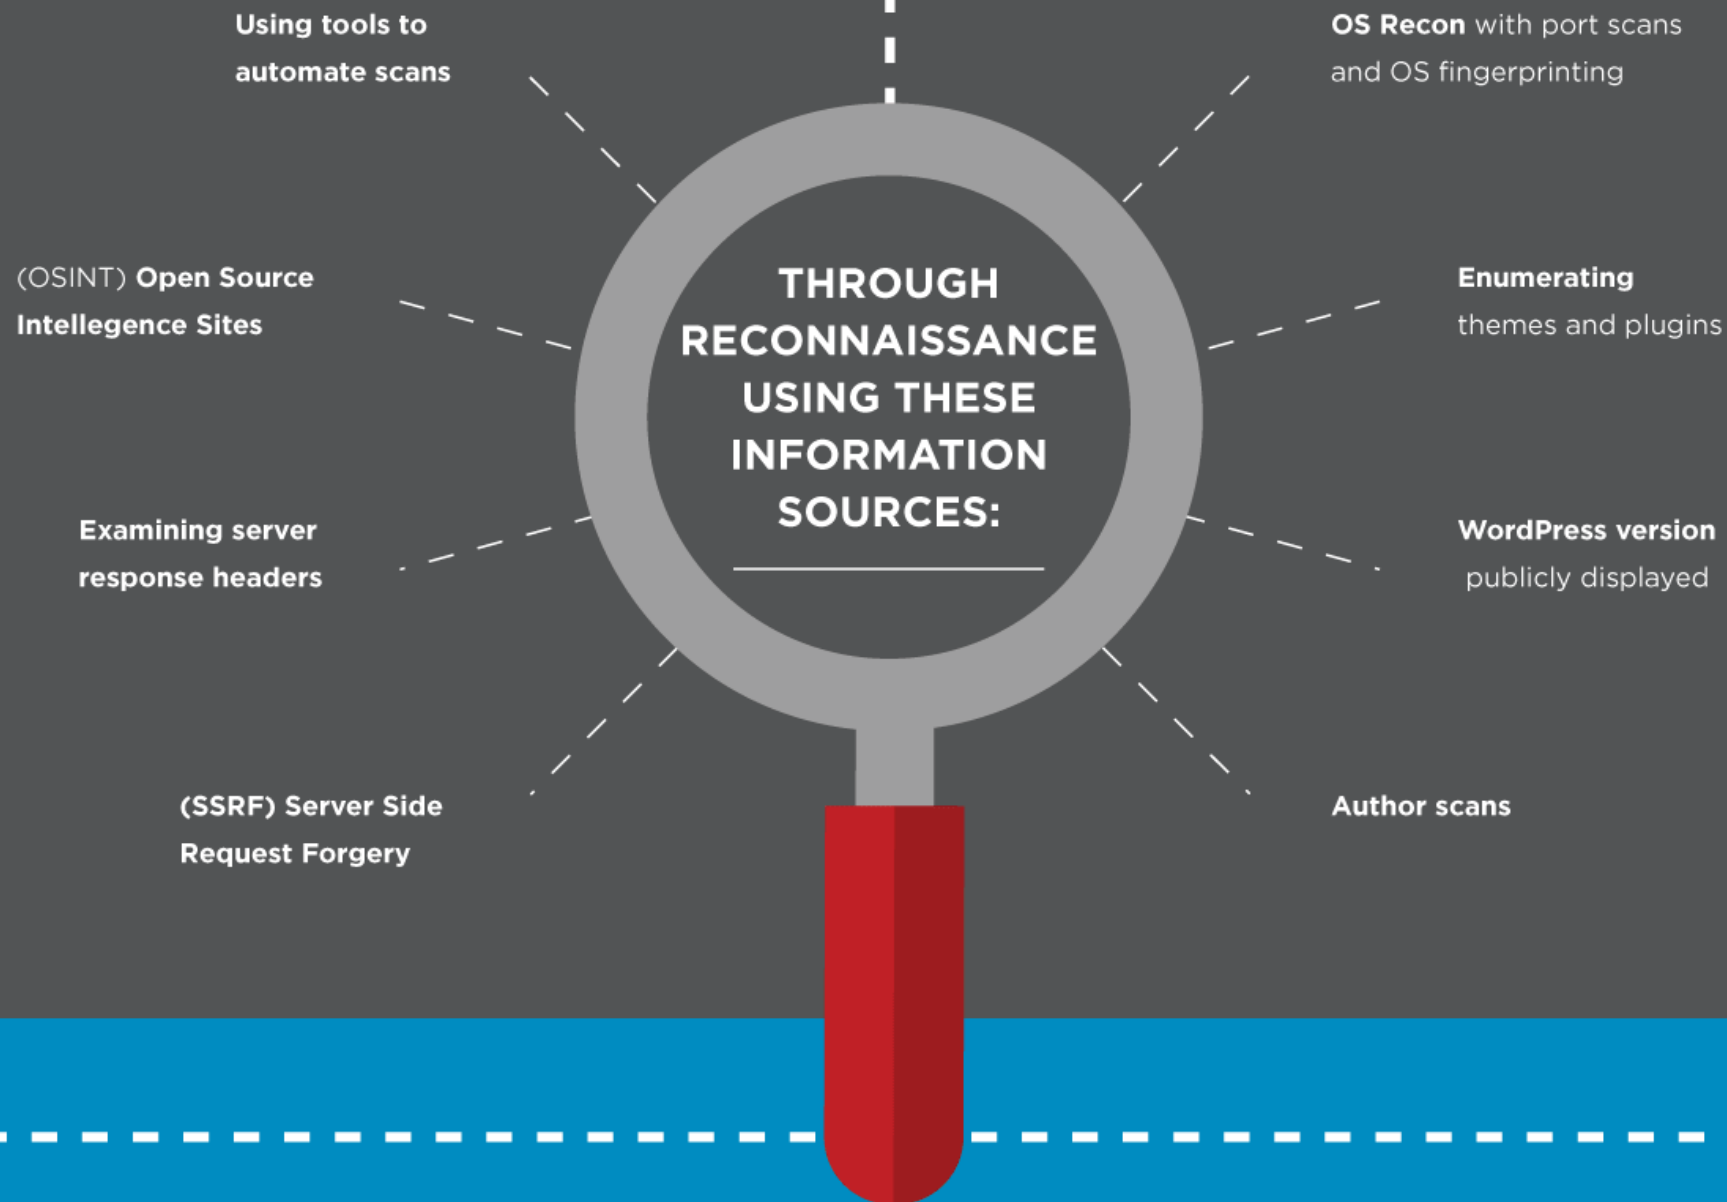 Using tools to
automate scans
OS Recon with port scans
and OS fingerprinting
(OSINT) Open Source
Intellegence Sites
THROUGH
RECONNAISSANCE
USING THESE
INFORMATION
SOURCES:
Enumerating
themes and plugins
Examining server
response headers
WordPress version
publicly displayed
(SSRF) Server Side
Request Forgery
Author scans